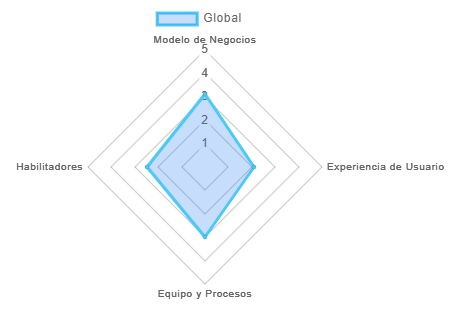 Global
Modelo de Negocios
5
4
3
2
1
Habilitadores
Experiencia de Usuario
Equipo y Procesos